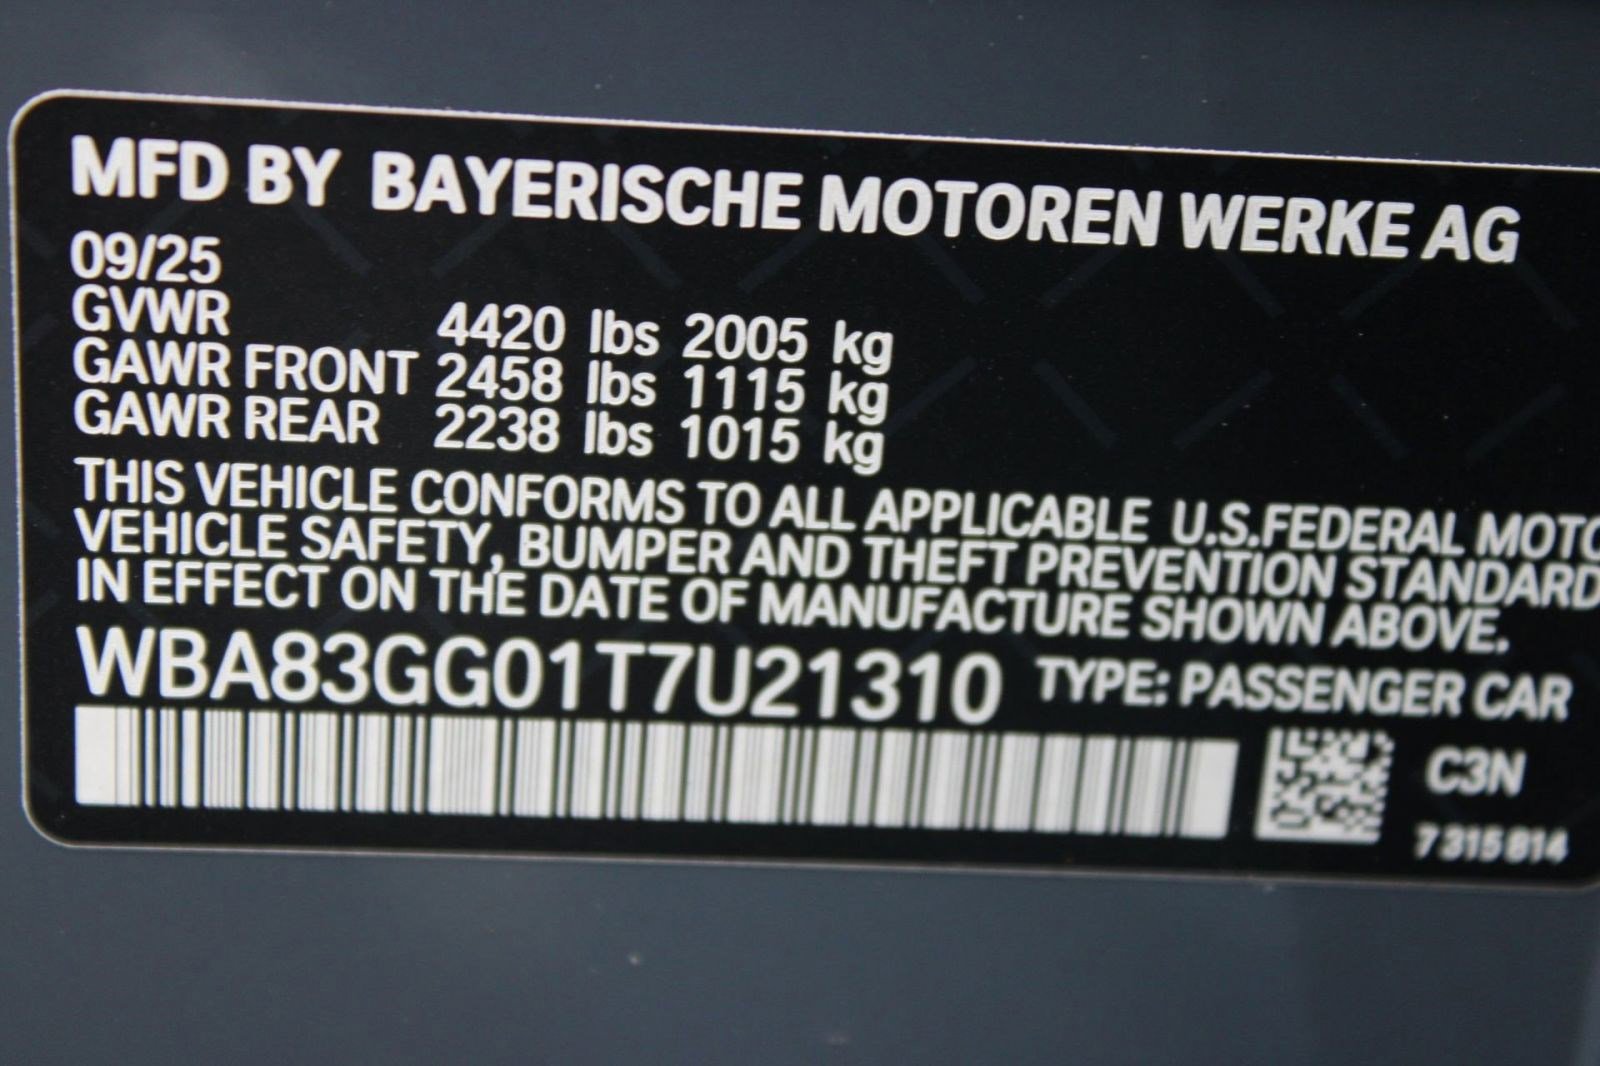 MFD BY BAYERISCHE MOTOREN WERKE AG
09/25
GVWR 4420 lbs 2005 kg
GAWR FRONT 2458 lbs 1115 kg
GAWR REAR 2238 lbs 1015 kg
THIS VEHICLE CONFORMS TO ALL APPLICABLE U.S.FEDERAL MOTO
VEHICLE SAFETY, BUMPER AND THEFT PREVENTION STANDARD
IN EFFECT ON THE DATE OF MANUFACTURE SHOWN ABOVE.
WBA83GG01T7U21310 TYPE: PASSENGER CAR
C3N
7 315 814